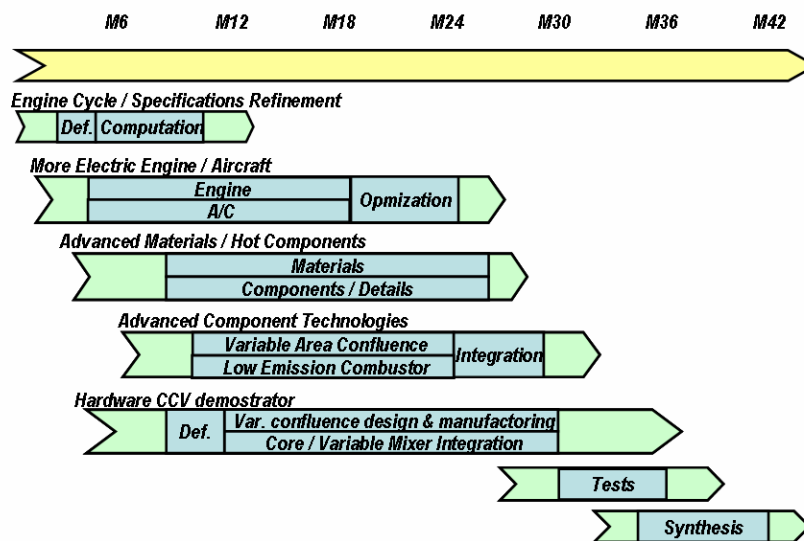 M6 M12 M18 M24 M30 M36 M42
Engine Cycle / Specifications Refinement
Def. Computation
More Electric Engine / Aircraft
Engine
A/C
Opmization
Advanced Materials / Hot Components
Materials
Components / Details
Advanced Component Technologies
Variable Area Confluence
Low Emission Combustor
Integration
Hardware CCV demostrator
Def.
Var. confluence design & manufactoring
Core / Variable Mixer Integration
Tests
Synthesis